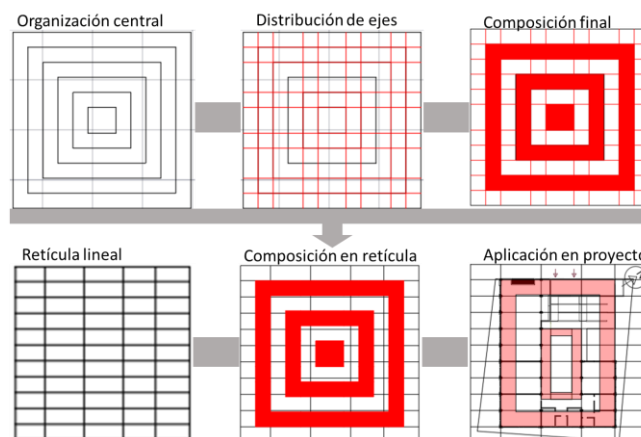 Organización central
Distribución de ejes
Composición final
Retícula lineal
Composición en retícula
Aplicación en proyecto